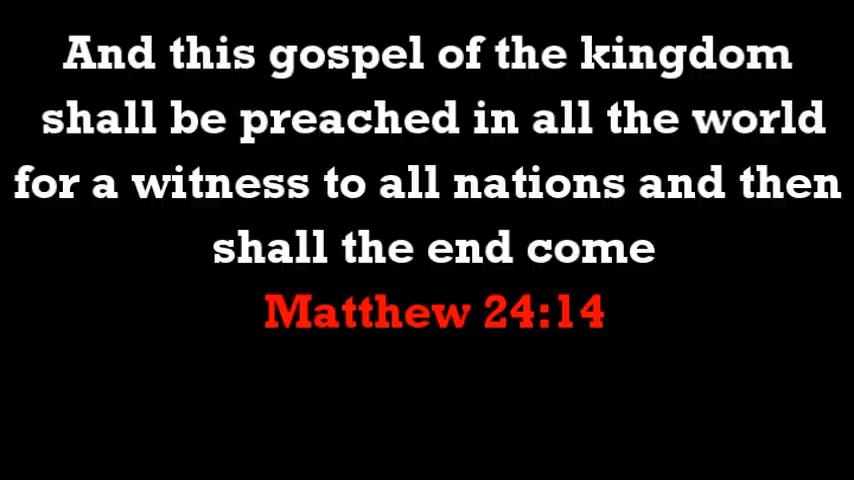 And this gospel of the kingdom
shall be preached in all the world
for a witness to all nations and then
shall the end come
Matthew 24:14